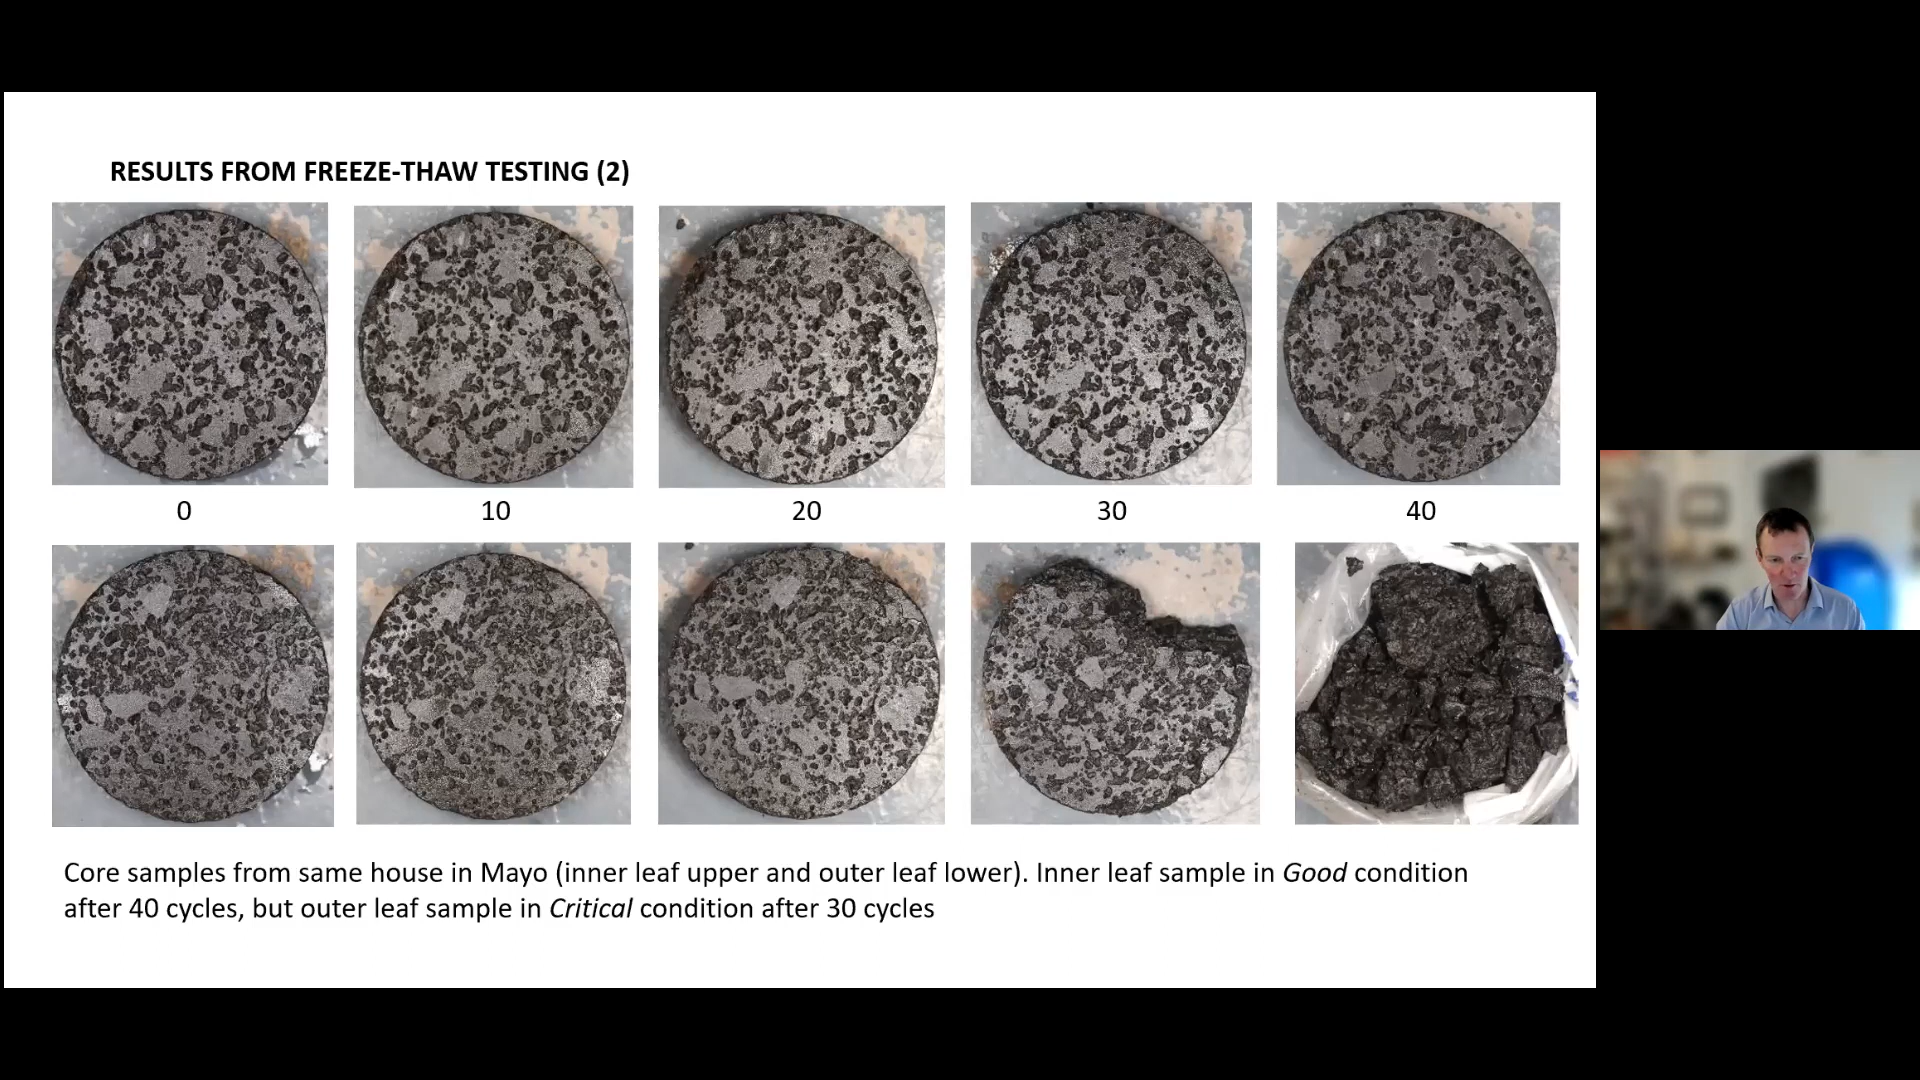 RESULTS FROM FREEZE-THAW TESTING (2)
0
10
20
30
40
Core samples from same house in Mayo (inner leaf upper and outer leaf lower). Inner leaf sample in Good condition
after 40 cycles, but outer leaf sample in Critical condition after 30 cycles